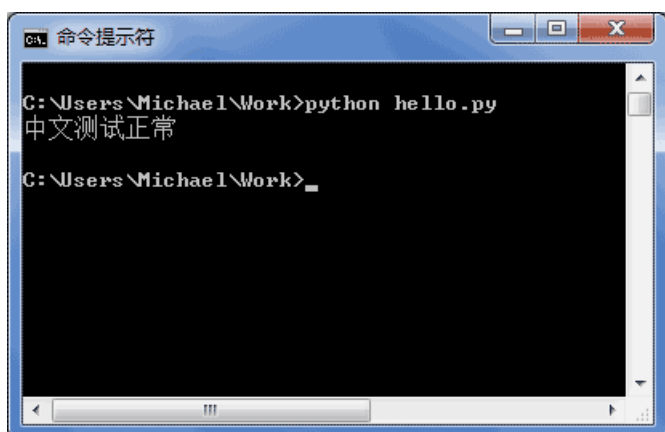 命令提示符
C:\Users\Michael\Work>python hello.py
中文测试正常
C:\Users\Michael\Work>_